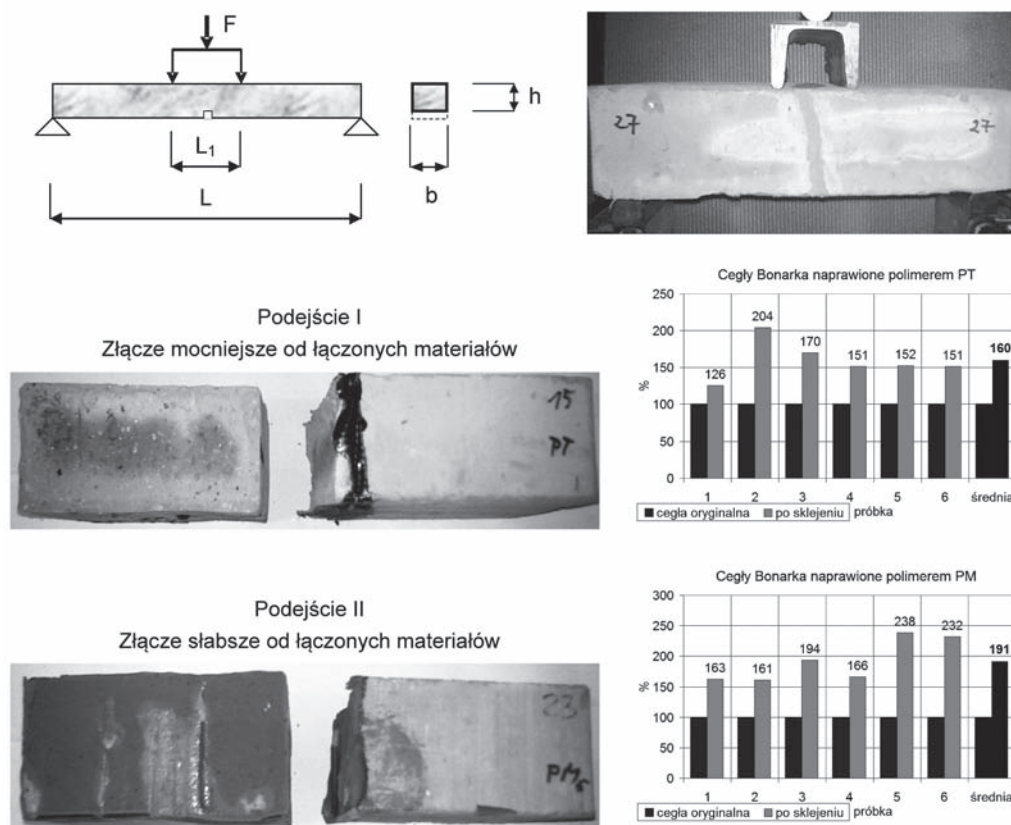 F
h
L1
L
b
27
27
Podejście I
Złącze mocniejsze od łączonych materiałów
15
PT
Cegły Bonarka naprawione polimerem PT
250
200
150
100
50
0
%
126
204
170
151
152
151
160
1 2 3 4 5 6 średnia
cegła oryginalna po sklejeniu próbka
Podejście II
Złącze słabsze od łączonych materiałów
23
Cegły Bonarka naprawione polimerem PM
300
250
200
150
100
50
0
%
163
161
194
166
238
232
191
1 2 3 4 5 6 średnia
cegła oryginalna po sklejeniu próbka